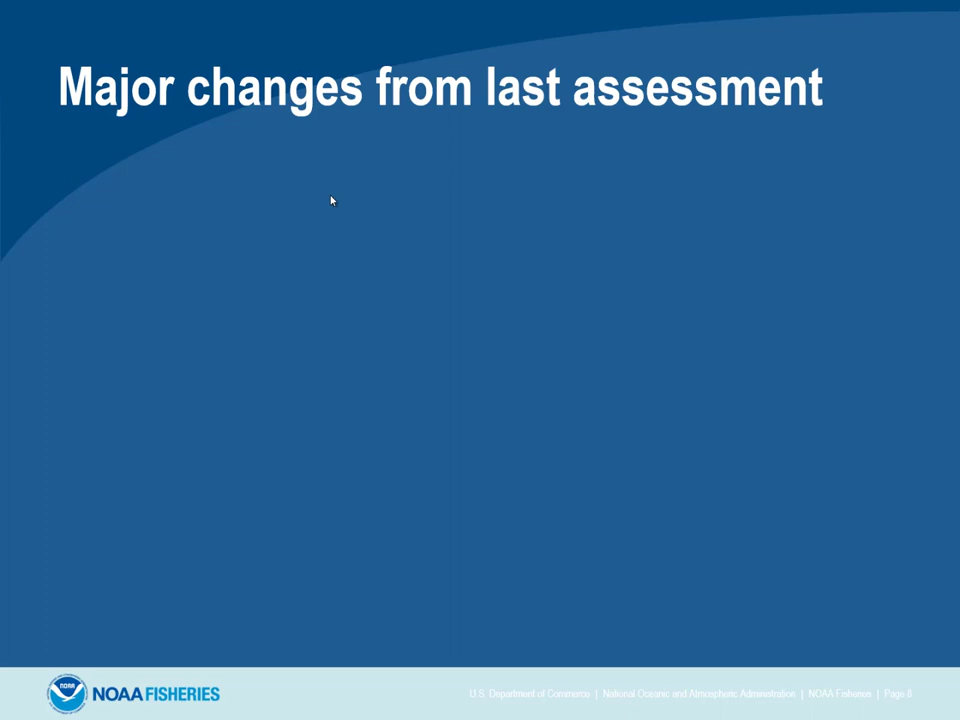 Major changes from last assessment
NOAA
NOAA FISHERIES
U.S. Department of Commerce | National Oceanic and Atmospheric Administration | NOAA Fisheries | Page 8